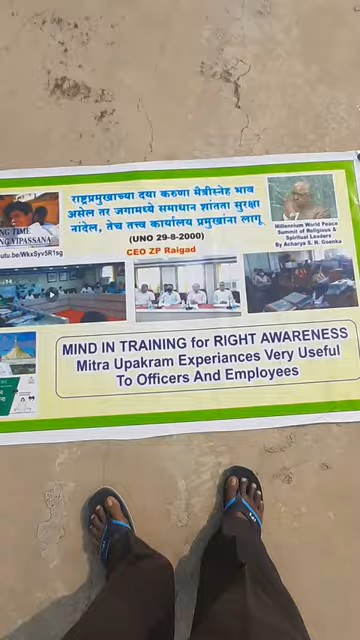 राष्ट्रप्रमुखाच्या दया करुणा मैत्रीस्नेह भाव
असेल तर जगामध्ये समाधान शांतता सुरक्षा
नांदेल, तेच तत्त्व कार्यालय प्रमुखांना लागू
(UNO 29-8-2000)
CEO ZP Raigad
NG TIME
NG VIPASSANA
utu.be/WkxSyv5R1sg
Millennium World Peace
Summit of Religious &
Spiritual Leaders
By Acharya S. N. Goenka
MIND IN TRAINING for RIGHT AWARENESS
Mitra Upakram Experiances Very Useful
To Officers And Employees